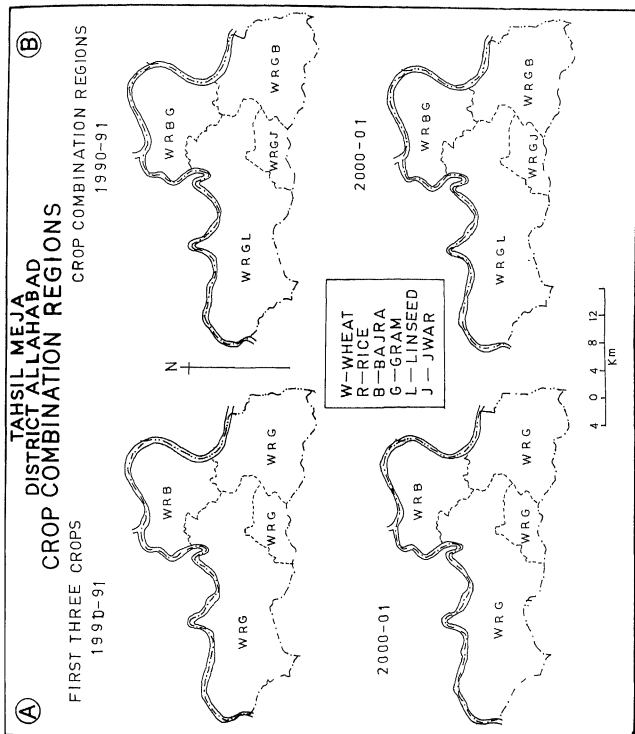 TAHSIL MEJA
DISTRICT ALLAHABAD
CROP COMBINATION REGIONS
A
FIRST THREE CROPS
1990-91
WRB
WRG
WRG
WRG
2000-01
WRB
WRG
WRG
WRG
B
CROP COMBINATION REGIONS
1990-91
WRBG
WRGL
WRGJ
WRGB
2000-01
WRBG
WRGL
WRGJ
WRGB
N
W—WHEAT
R—RICE
B—BAJRA
G—GRAM
L—LINSEED
J—JWAR
4 0 4 8 12
Km